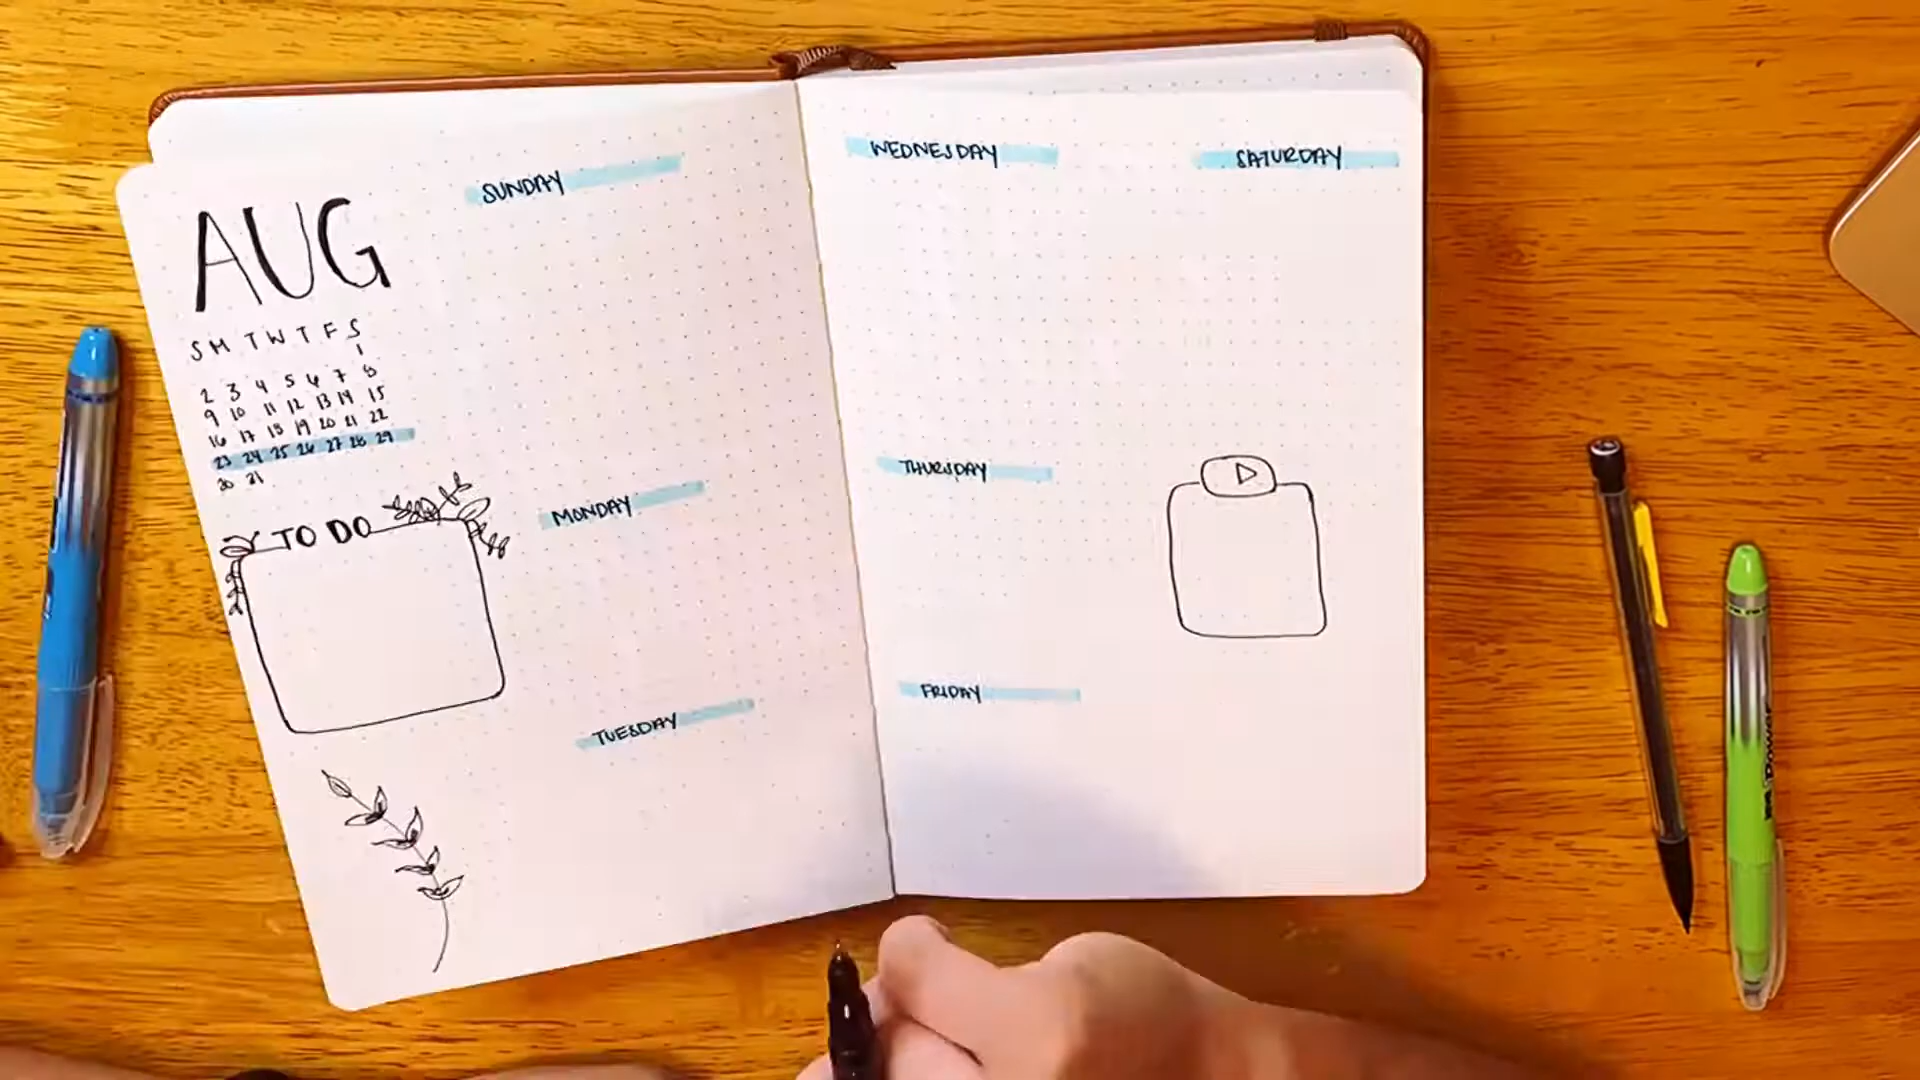 AUG
S M T W T F S
1
2 3 4 5 6 7 8
9 10 11 12 13 14 15
16 17 18 19 20 21 22
23 24 25 26 27 28 29
30 31
TO DO
SUNDAY
MONDAY
TUESDAY
WEDNESDAY
THURSDAY
FRIDAY
SATURDAY